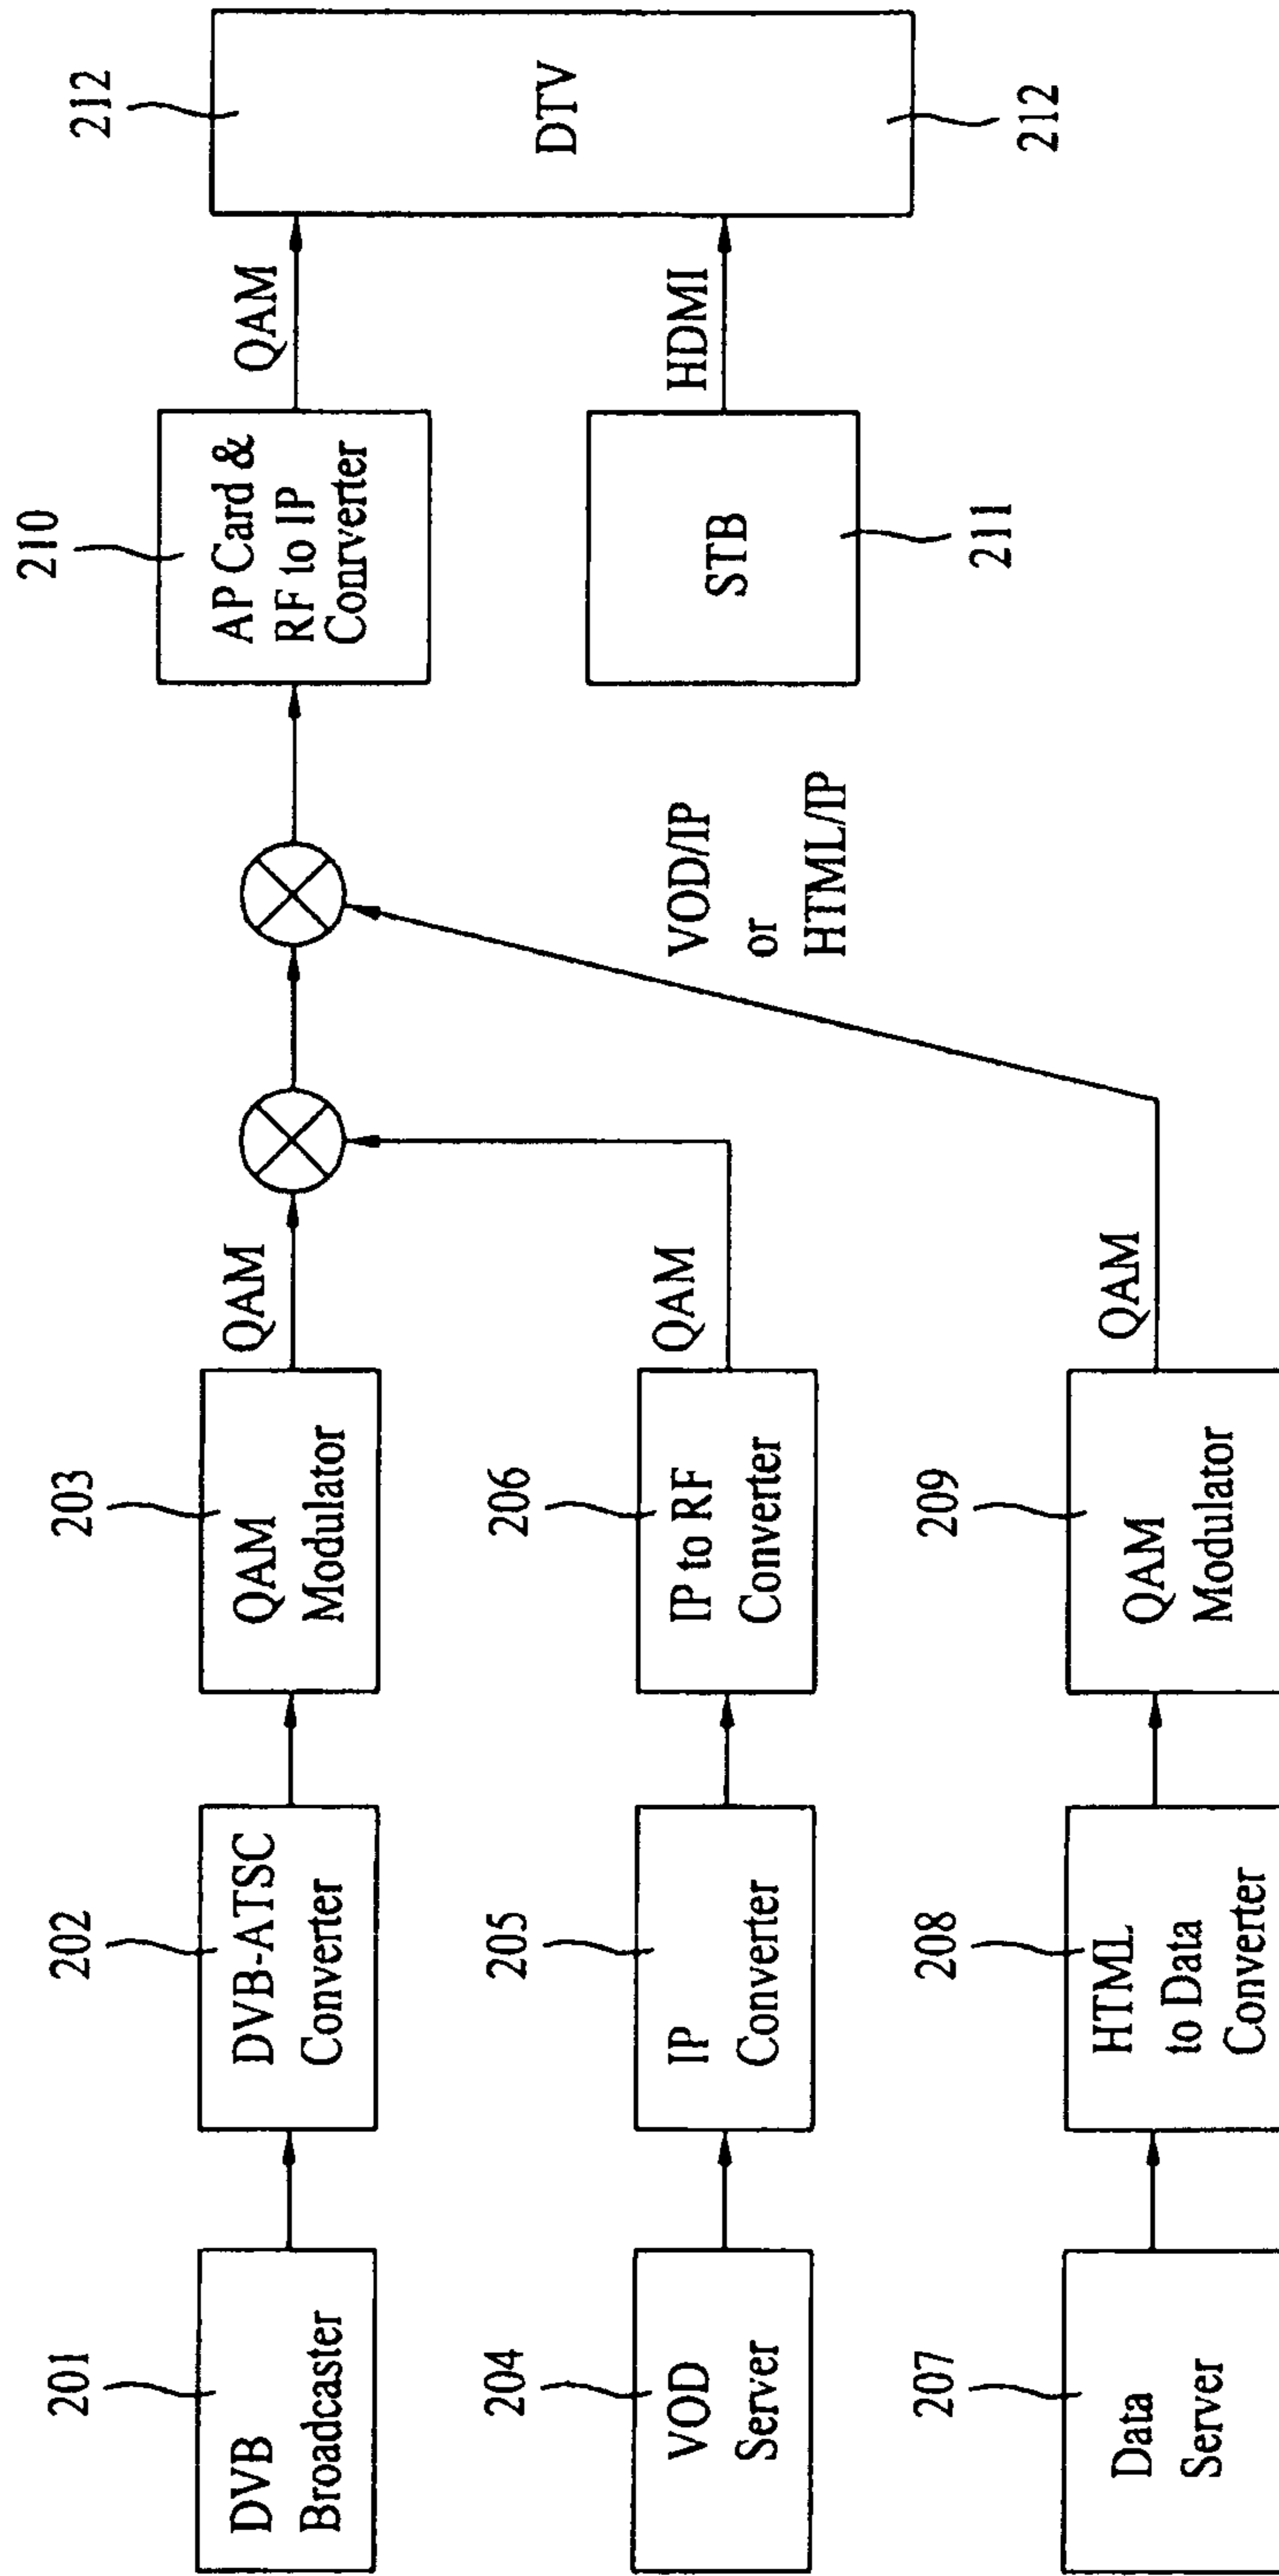 201
DVB
Broadcaster
202
DVB-ATSC
Converter
203
QAM
Modulator
QAM
210
AP Card &
RF to IP
Conrverter
QAM
212
DTV
212
204
VOD
Server
205
IP
Converter
206
IP to RF
Converter
QAM
VOD/IP
or
HTML/IP
STB
211
HDMI
207
Data
Server
208
HTML
to Data
Converter
209
QAM
Modulator
QAM